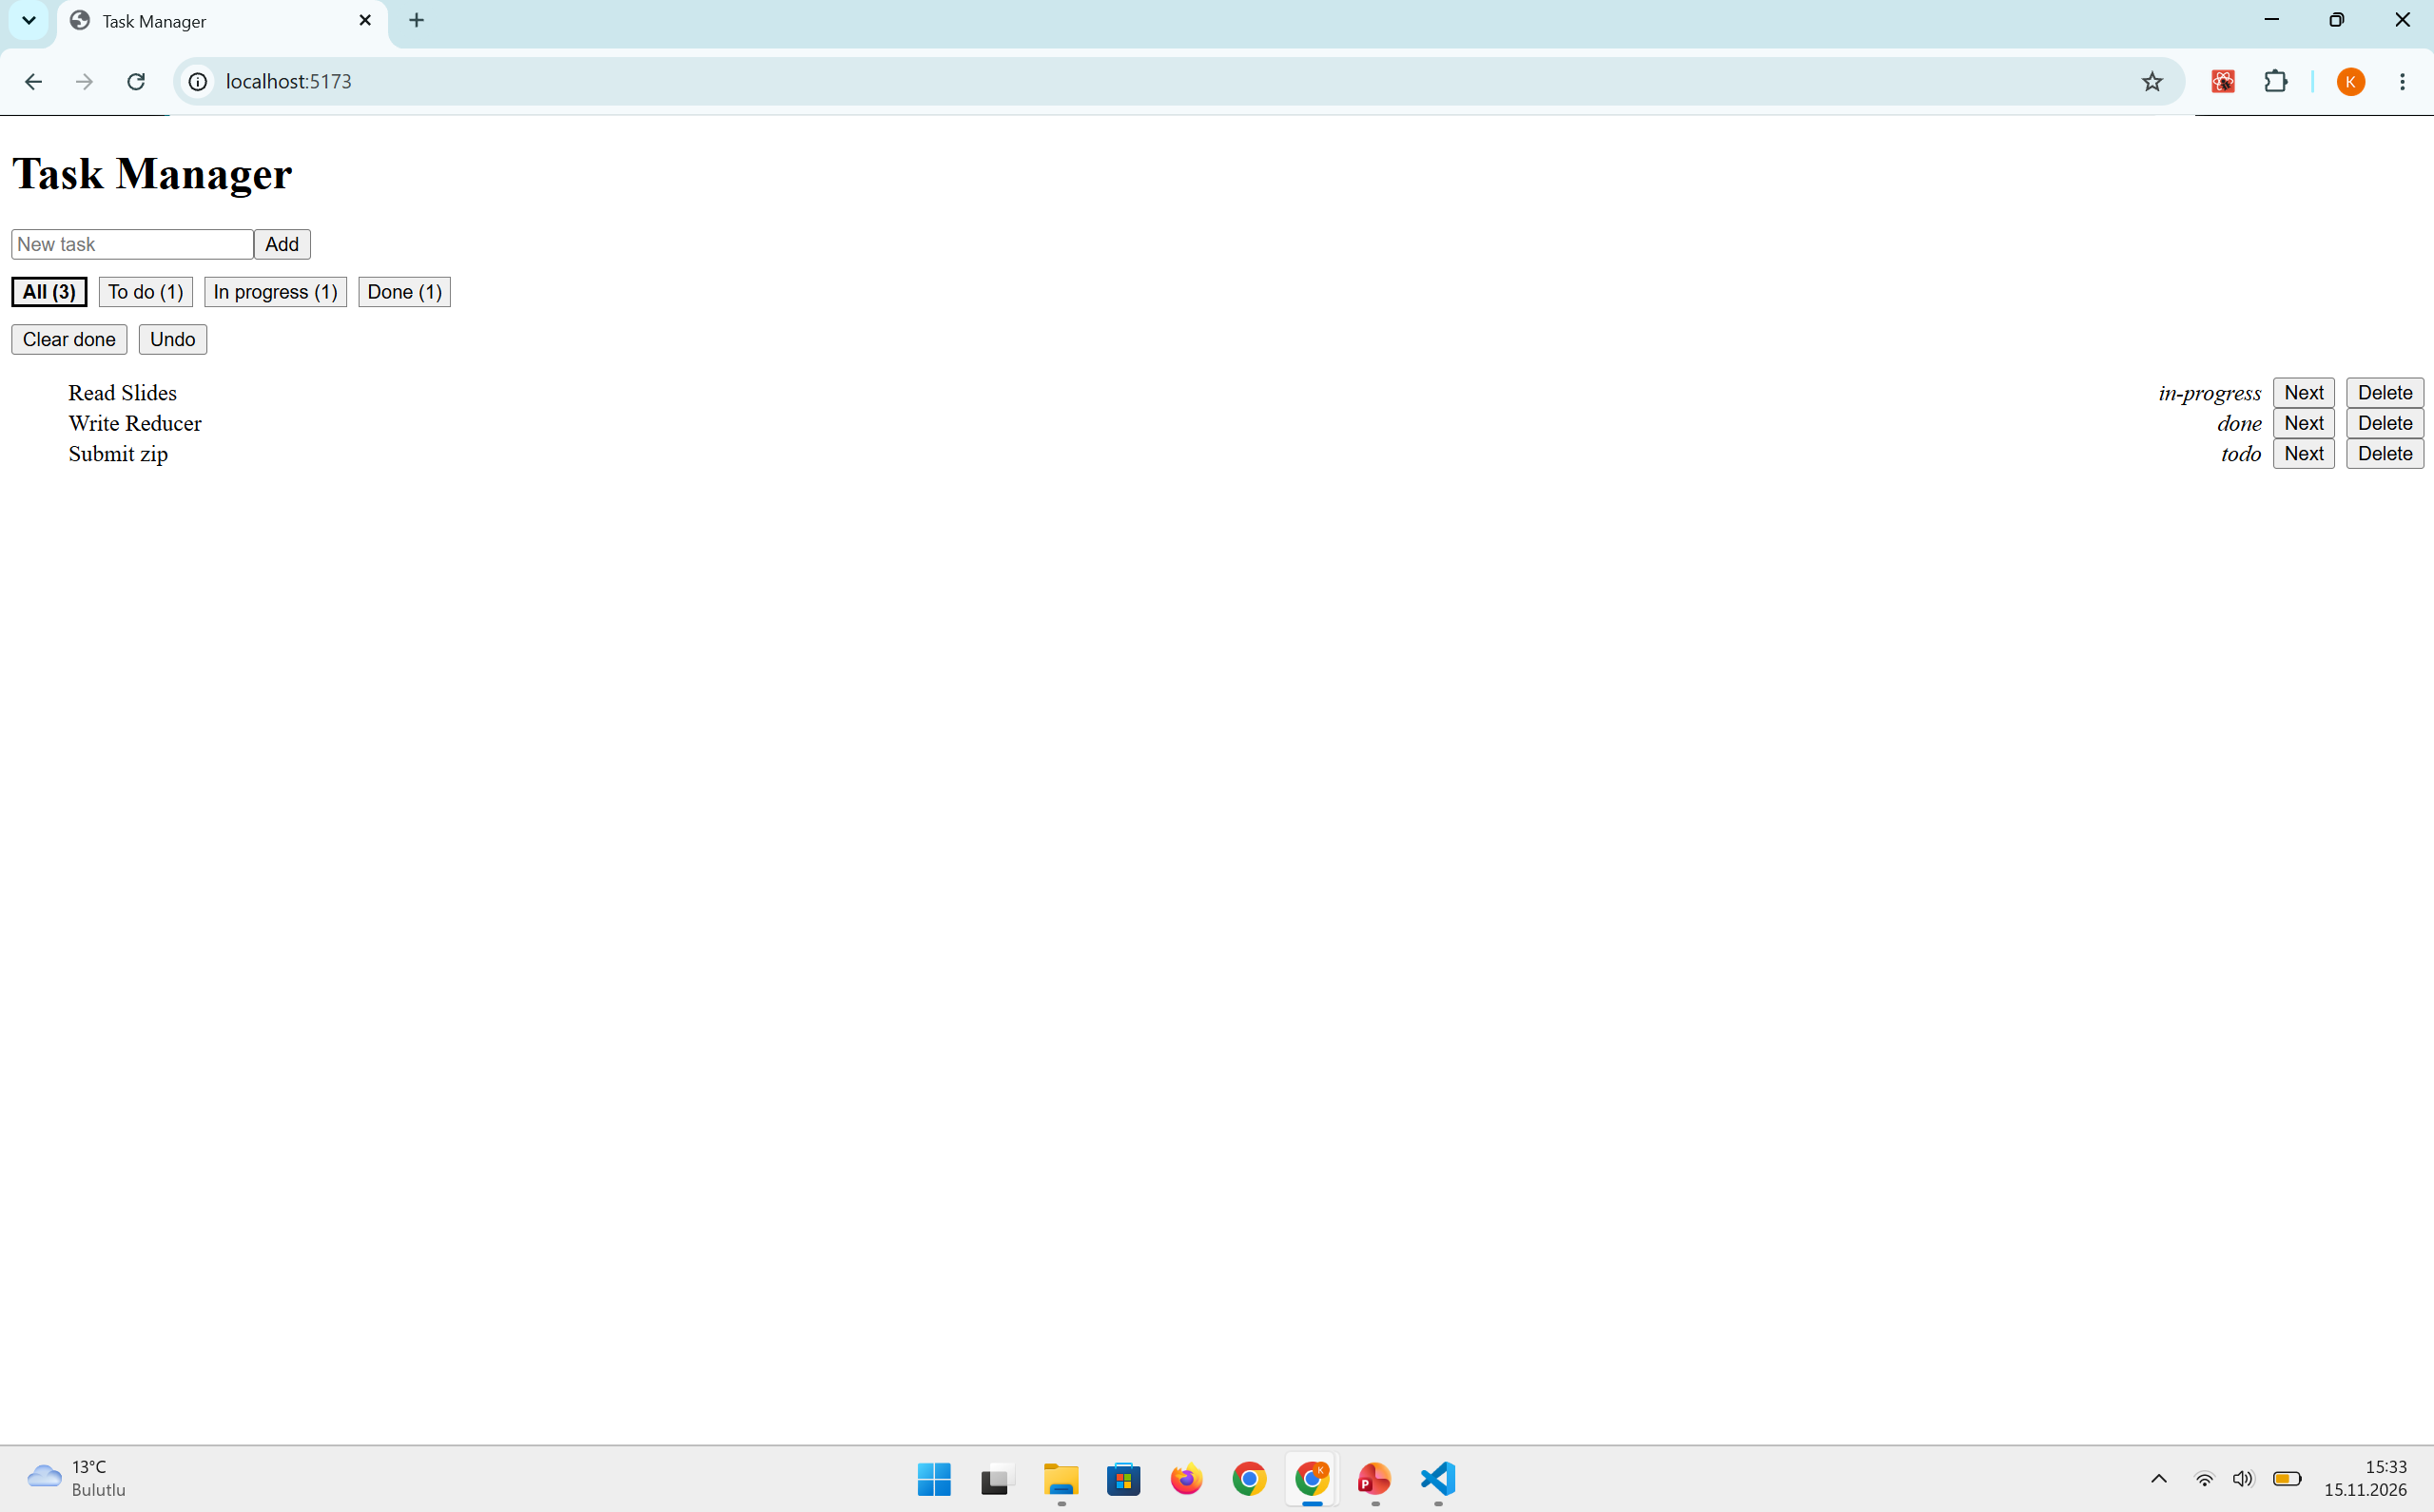 Task Manager
localhost:5173
K
Task Manager
New task Add
All (3) To do (1) In progress (1) Done (1)
Clear done Undo
Read Slides in-progress Next Delete
Write Reducer done Next Delete
Submit zip todo Next Delete
13°C
Bulutlu
K
P
15:33
15.11.2026